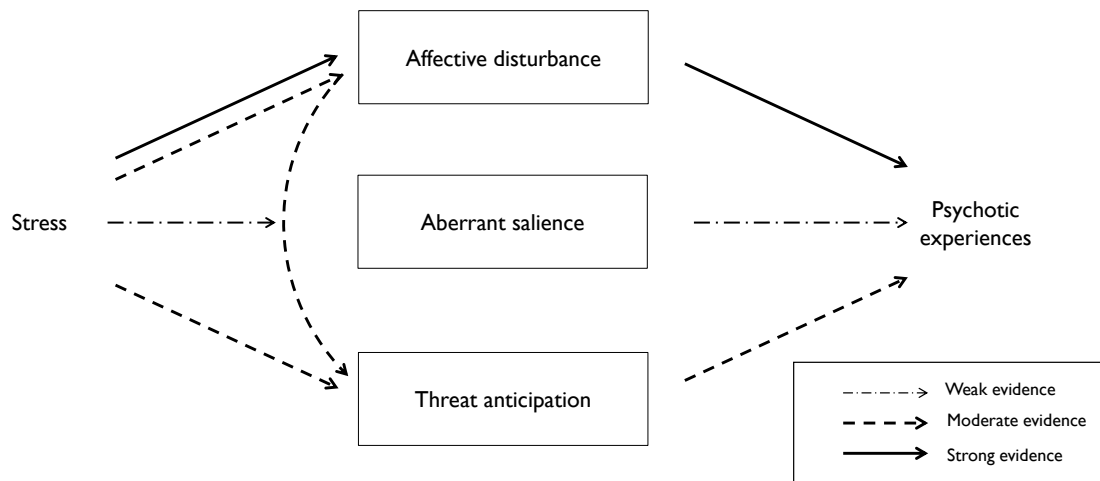 Affective disturbance
Stress
Aberrant salience
Psychotic
experiences
Threat anticipation
Weak evidence
Moderate evidence
Strong evidence